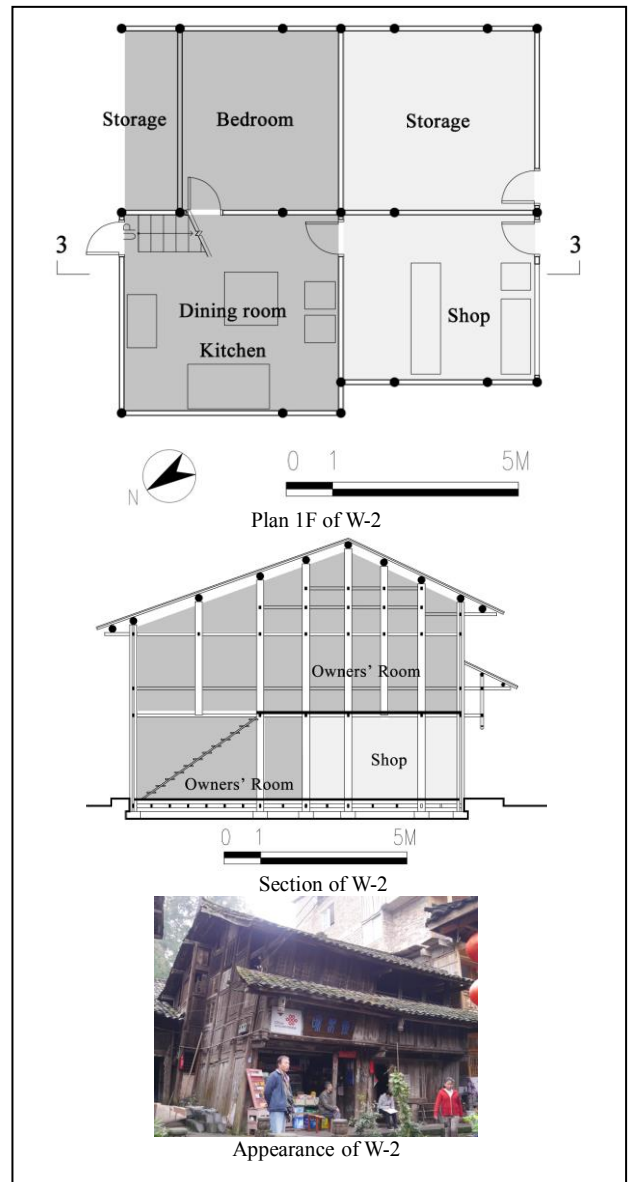 Storage Bedroom Storage
UP
3 3
Dining room Shop
Kitchen
N
0 1 5M
Plan 1F of W-2
Owners’ Room
Shop
Owners’ Room
0 1 5M
Section of W-2
Appearance of W-2